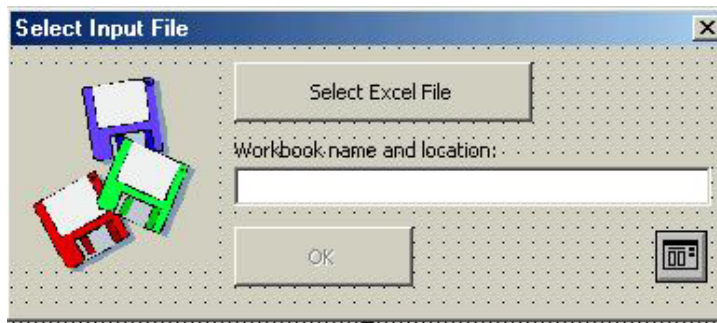 Select Input File
Select Excel File
Workbook name and location:
OK